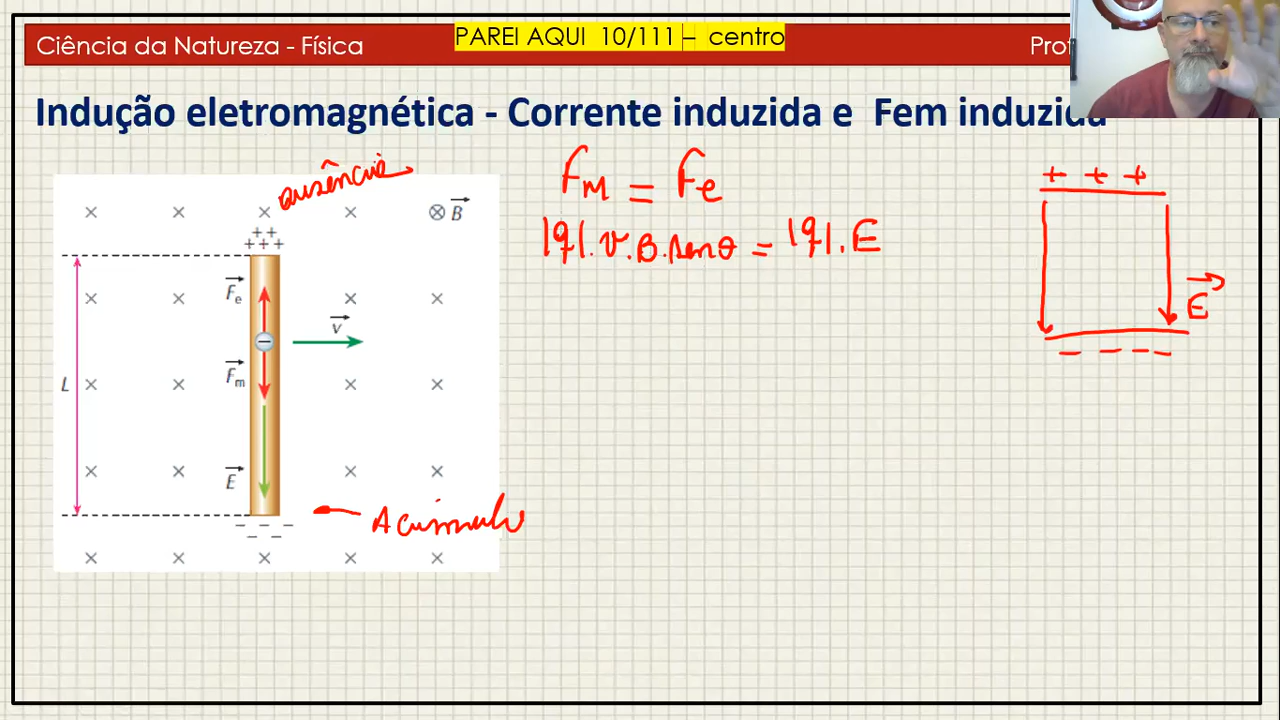 Ciência da Natureza - Física
PAREI AQUI 10/111 – centro
Prof
Indução eletromagnética - Corrente induzida e Fem induzida
ausência
Fm = Fe
|q|.v.B.senθ = |q|.E
+ + +
E
- - - -
B
++
+++
Fe
v
L
Fm
E
Acúmulo